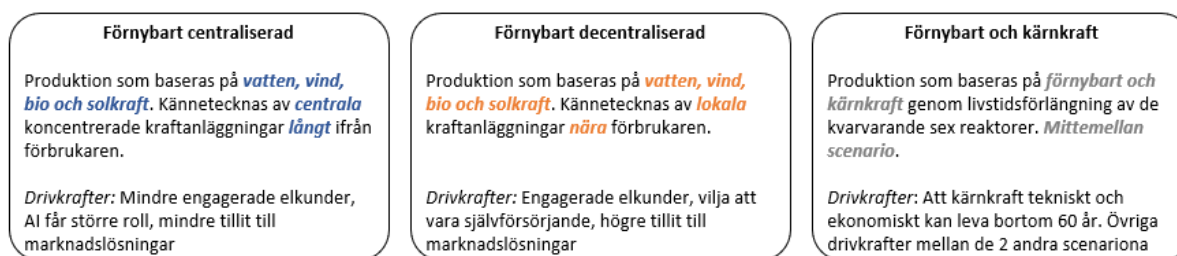 Förnybart centraliserad
Produktion som baseras på vatten, vind,
bio och solkraft. Kännetecknas av centrala
koncentrerade kraftanläggningar långt ifrån
förbrukaren.
Drivkrafter: Mindre engagerade elkunder,
AI får större roll, mindre tillit till
marknadslösningar
Förnybart decentraliserad
Produktion som baseras på vatten, vind,
bio och solkraft. Kännetecknas av lokala
kraftanläggningar nära förbrukaren.
Drivkrafter: Engagerade elkunder, vilja att
vara självförsörjande, högre tillit till
marknadslösningar
Förnybart och kärnkraft
Produktion som baseras på förnybart och
kärnkraft genom livstidsförlängning av de
kvarvarande sex reaktorer. Mittemellan
scenario.
Drivkrafter: Att kärnkraft tekniskt och
ekonomiskt kan leva bortom 60 år. Övriga
drivkrafter mellan de 2 andra scenariona